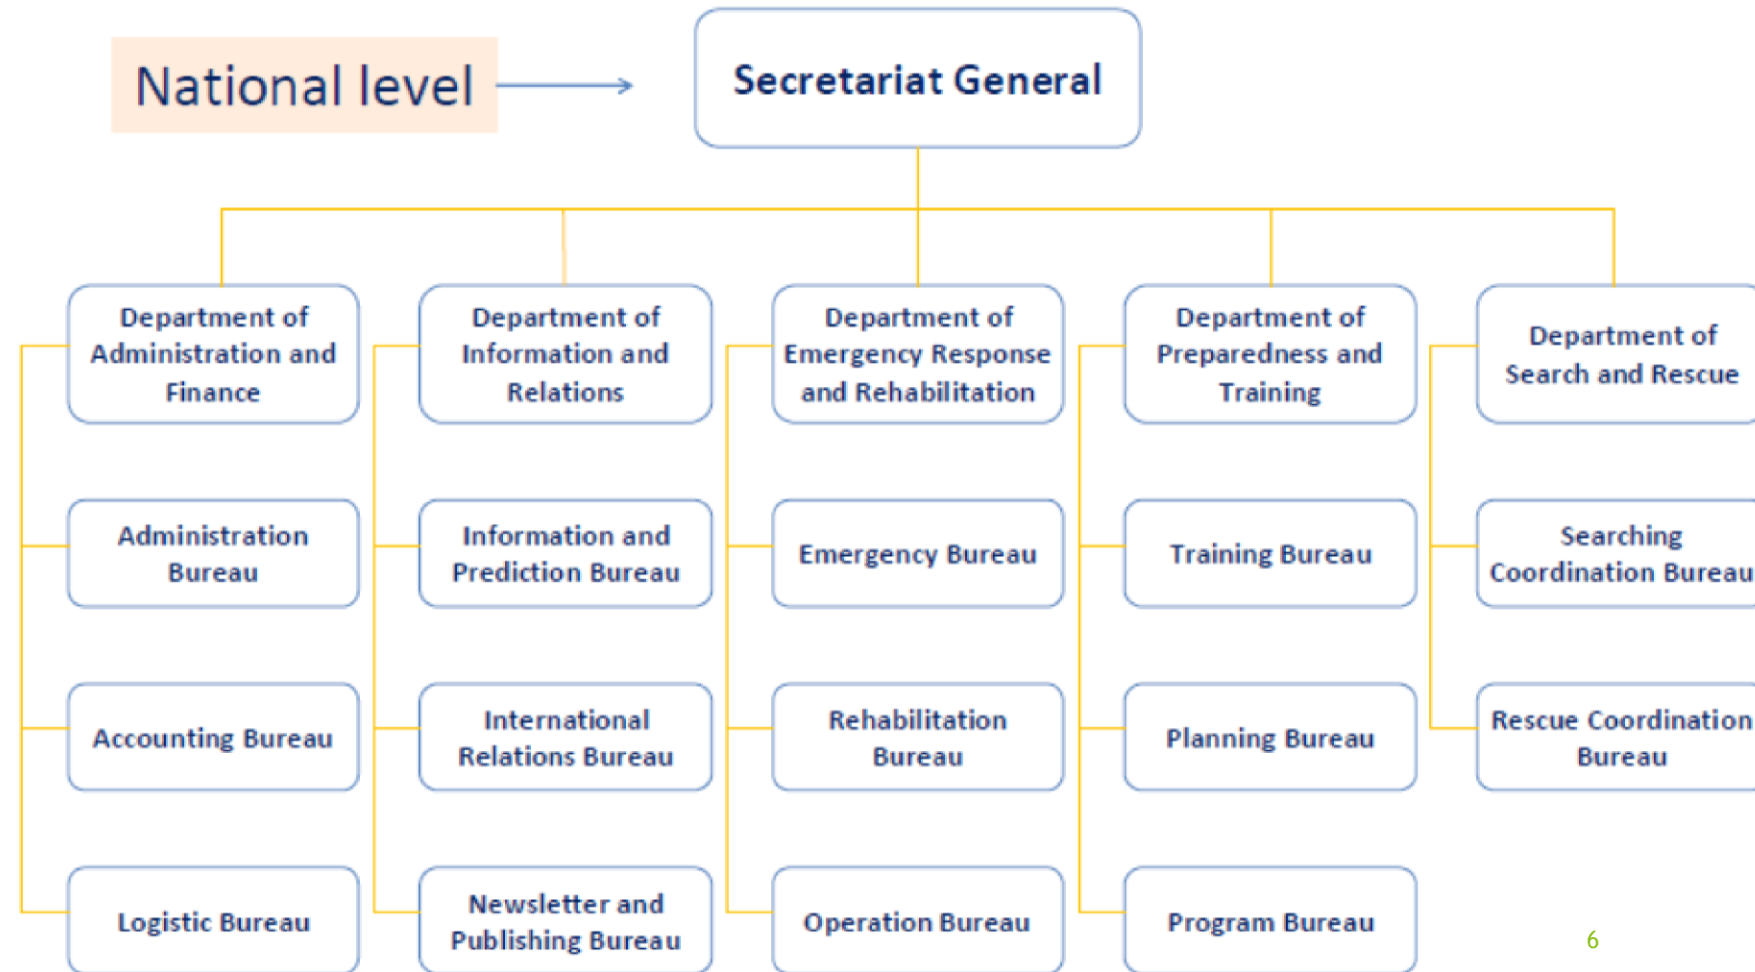 National level
Secretariat General
Department of
Administration and
Finance
Department of
Information and
Relations
Department of
Emergency Response
and Rehabilitation
Department of
Preparedness and
Training
Department of
Search and Rescue
Administration
Bureau
Information and
Prediction Bureau
Emergency Bureau
Training Bureau
Searching
Coordination Bureau
Accounting Bureau
International
Relations Bureau
Rehabilitation
Bureau
Planning Bureau
Rescue Coordination
Bureau
Logistic Bureau
Newsletter and
Publishing Bureau
Operation Bureau
Program Bureau
6